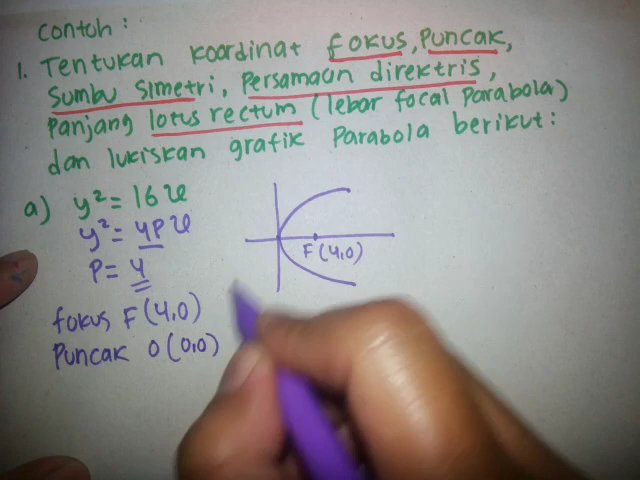 Contoh :
1. Tentukan koordinat fokus, Puncak,
Sumbu Simetri, Persamaan direktris,
Panjang lotus rectum (lebar focal Parabola)
dan lukiskan grafik Parabola berikut :
a) y² = 16x
y² = 4Px
P = 4
F(4,0)
fokus F(4,0)
Puncak O(0,0)